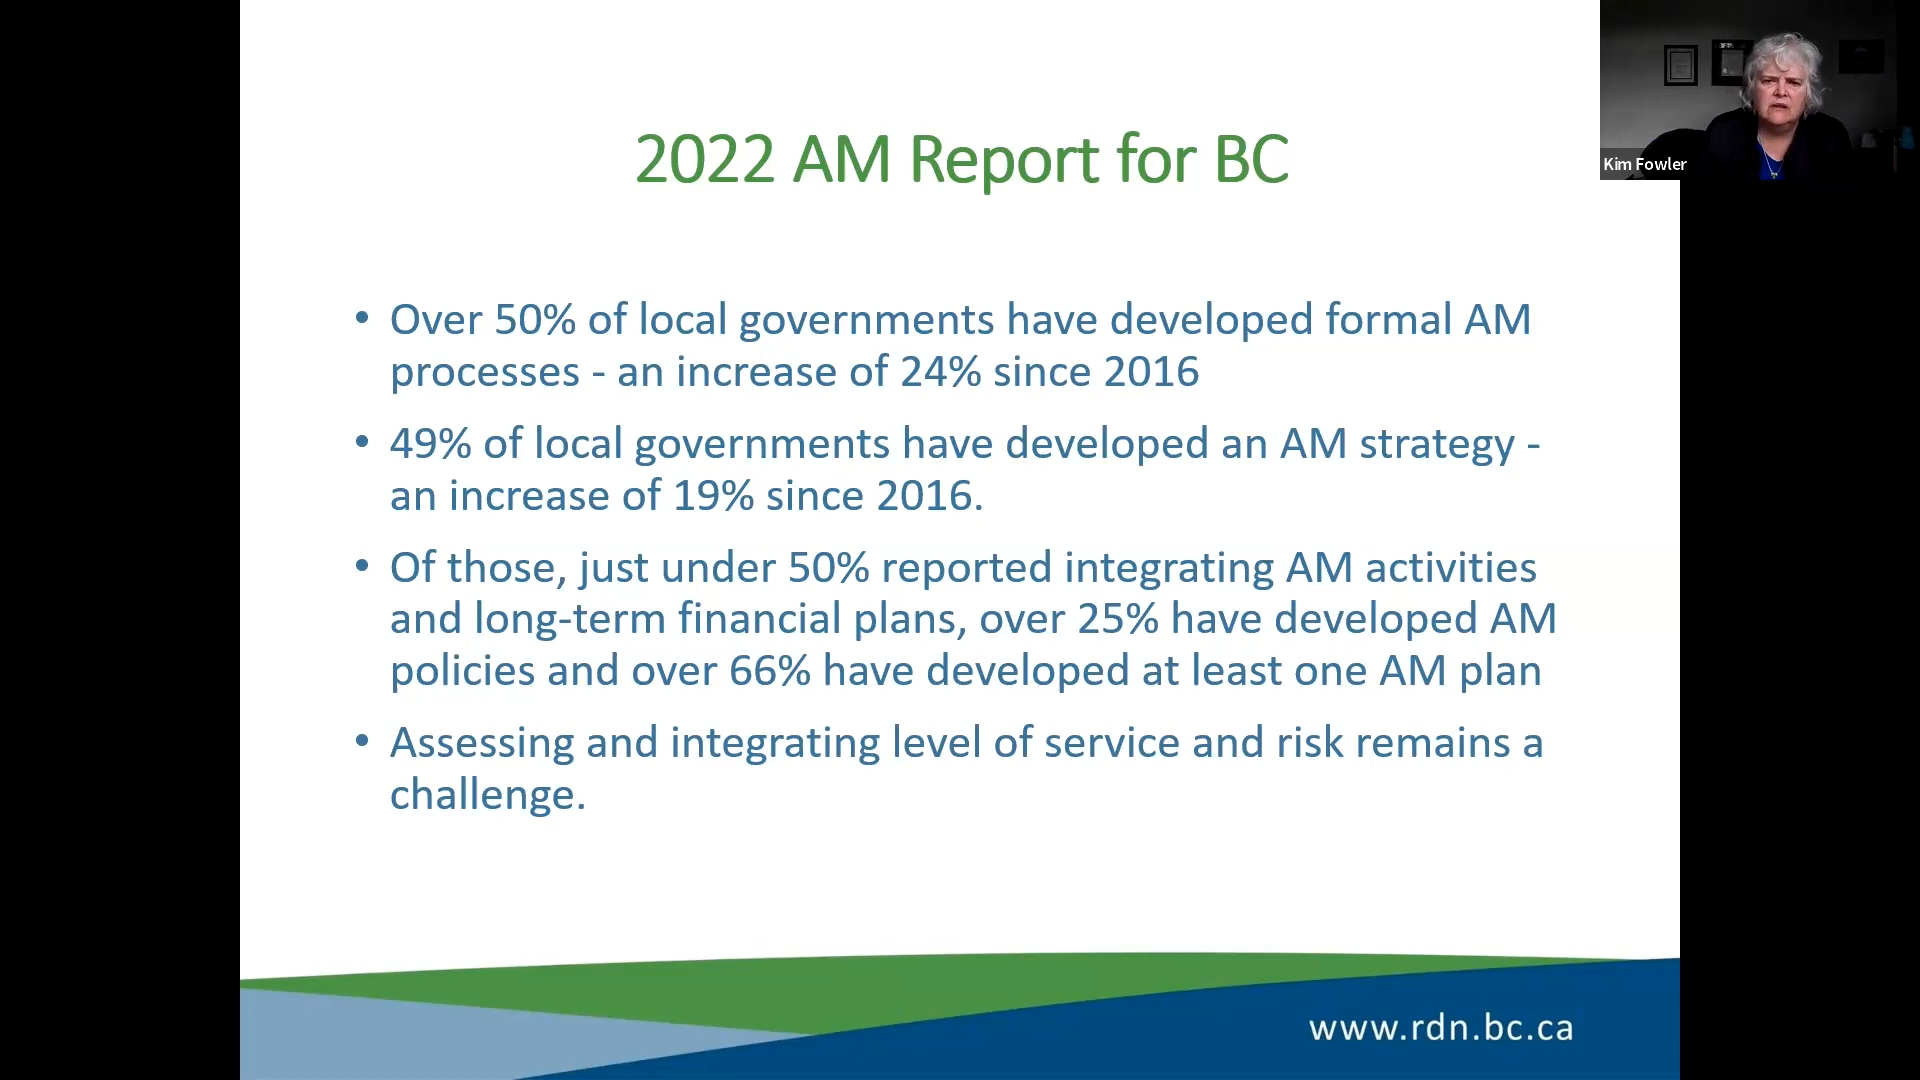 2022 AM Report for BC
Kim Fowler
• Over 50% of local governments have developed formal AM
processes - an increase of 24% since 2016
• 49% of local governments have developed an AM strategy -
an increase of 19% since 2016.
• Of those, just under 50% reported integrating AM activities
and long-term financial plans, over 25% have developed AM
policies and over 66% have developed at least one AM plan
• Assessing and integrating level of service and risk remains a
challenge.
www.rdn.bc.ca